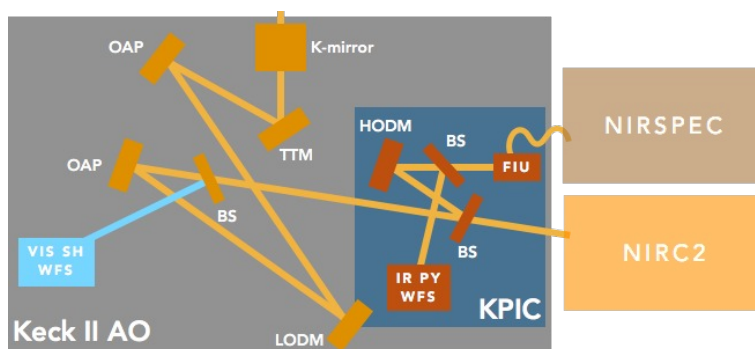 OAP
K-mirror
TTM
HODM
BS
NIRSPEC
OAP
FIU
BS
VIS SH
WFS
BS
NIRC2
IR PY
WFS
KPIC
Keck II AO
LODM